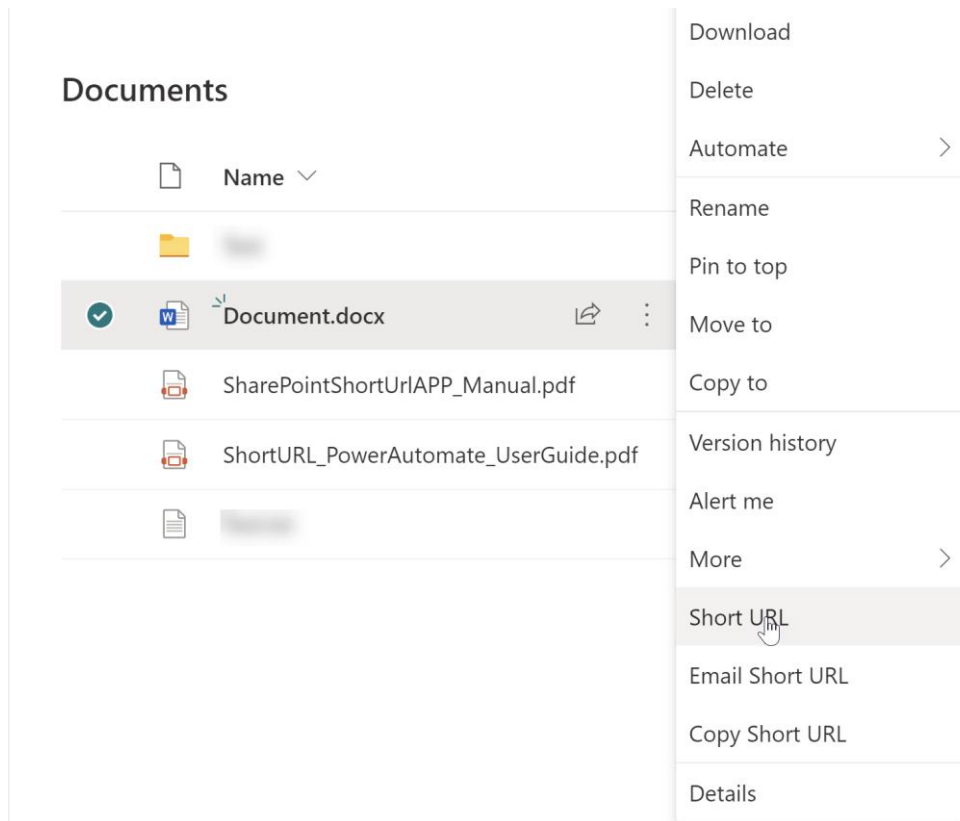 Documents
Name
Document.docx
SharePointShortUrlAPP_Manual.pdf
ShortURL_PowerAutomate_UserGuide.pdf
Download
Delete
Automate
Rename
Pin to top
Move to
Copy to
Version history
Alert me
More
Short URL
Email Short URL
Copy Short URL
Details